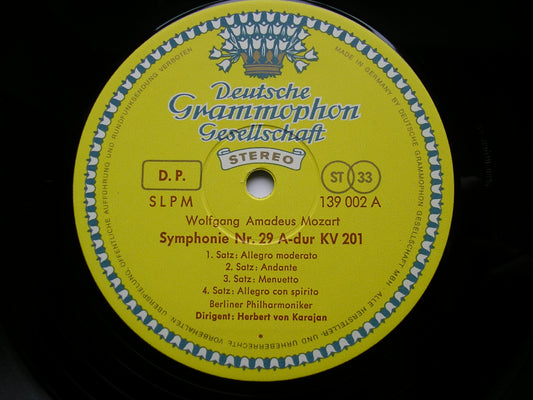 Deutsche
Grammophon
Gesellschaft
STEREO
D. P.
ST 33
SLPM
139 002 A
Wolfgang Amadeus Mozart
Symphonie Nr. 29 A-dur KV 201
1. Satz: Allegro moderato
2. Satz: Andante
3. Satz: Menuetto
4. Satz: Allegro con spirito
Berliner Philharmoniker
Dirigent: Herbert von Karajan
*
MADE IN GERMANY BY DEUTSCHE GRAMMOPHON GESELLSCHAFT MBH · ALLE HERSTELLER- UND URHEBERRECHTE VORBEHALTEN · ÜBERSPIELUNG, ÖFFENTLICHE AUFFÜHRUNG UND RUNDFUNKSENDUNG VERBOTEN